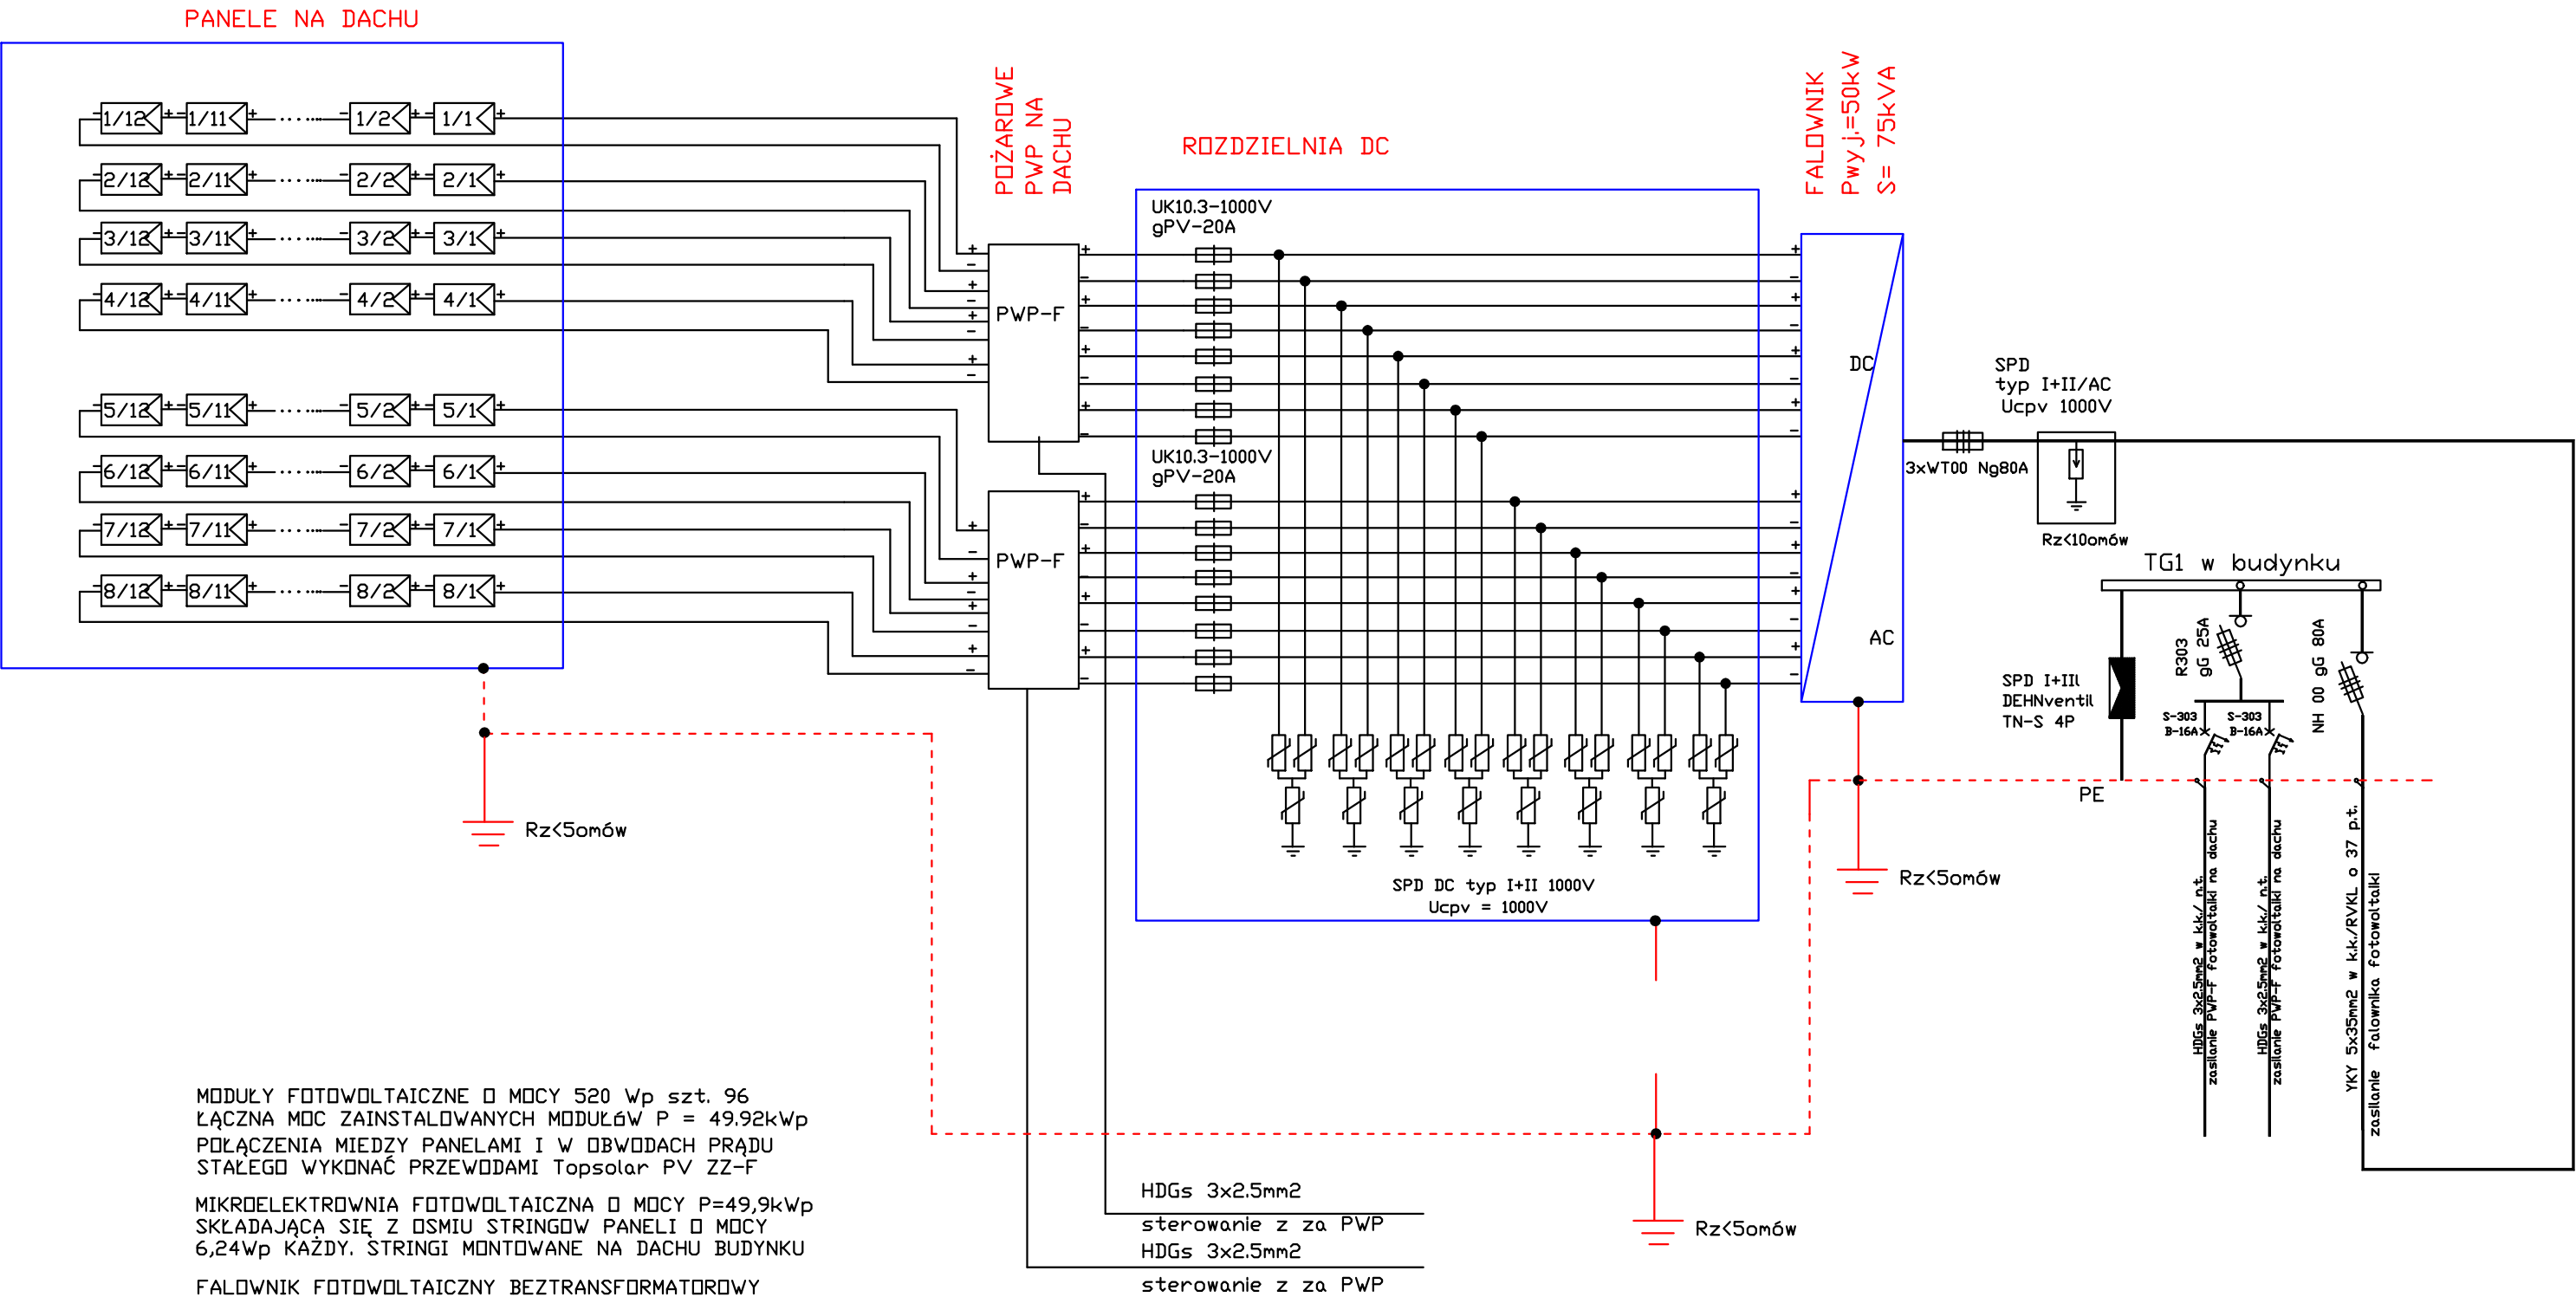 PANELE NA DACHU
1/12 1/11 1/2 1/1
2/12 2/11 2/2 2/1
3/12 3/11 3/2 3/1
4/12 4/11 4/2 4/1
5/12 5/11 5/2 5/1
6/12 6/11 6/2 6/1
7/12 7/11 7/2 7/1
8/12 8/11 8/2 8/1
Rz<5omów
POŻAROWE
PWP NA
DACHU
PWP-F
PWP-F
ROZDZIELNIA DC
UK10.3-1000V
gPV-20A
UK10.3-1000V
gPV-20A
SPD DC typ I+II 1000V
Ucpv = 1000V
FALOWNIK
Pwyj.=50kW
S= 75kVA
DC
AC
SPD
typ I+II/AC
Ucpv 1000V
3xWT00 Ng80A
Rz<10omów
TG1 w budynku
R303
gG 25A
NH 00 gG 80A
SPD I+IIl
DEHNventil
TN-S 4P
S-303
B-16A
S-303
B-16A
PE
Rz<5omów
HDGs 3x2.5mm2 w k.k./ n.t.
zasilanie PWP-F fotowoltaiki na dachu
HDGs 3x2.5mm2 w k.k./ n.t.
zasilanie PWP-F fotowoltaiki na dachu
YKY 5x35mm2 w k.k./RVKL o 37 p.t.
zasilanie falownika fotowoltaiki
MODUŁY FOTOWOLTAICZNE O MOCY 520 Wp szt. 96
ŁĄCZNA MOC ZAINSTALOWANYCH MODUŁóW P = 49.92kWp
POŁĄCZENIA MIEDZY PANELAMI I W OBWODACH PRĄDU
STAŁEGO WYKONAĆ PRZEWODAMI Topsolar PV ZZ-F
MIKROELEKTROWNIA FOTOWOLTAICZNA O MOCY P=49,9kWp
SKŁADAJĄCA SIĘ Z OSMIU STRINGOW PANELI O MOCY
6,24Wp KAŻDY. STRINGI MONTOWANE NA DACHU BUDYNKU
FALOWNIK FOTOWOLTAICZNY BEZTRANSFORMATOROWY
HDGs 3x2.5mm2
sterowanie z za PWP
HDGs 3x2.5mm2
sterowanie z za PWP
Rz<5omów